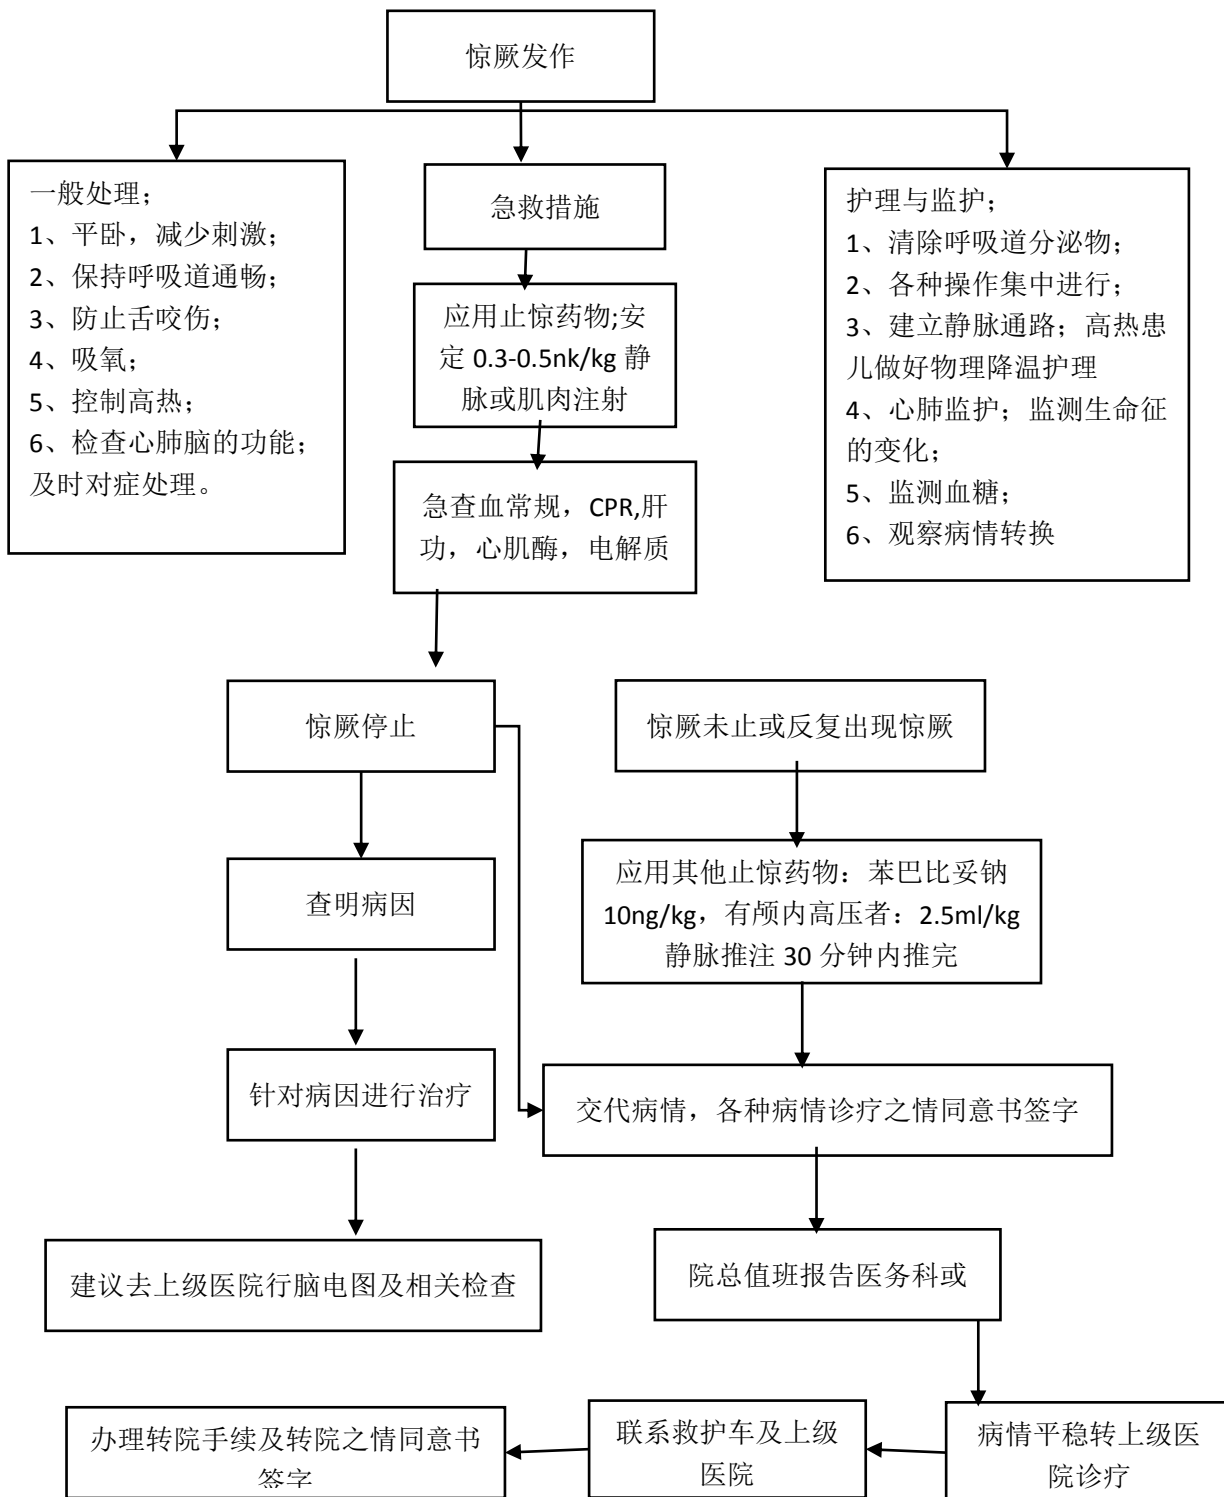 惊厥发作
一般处理；
1、平卧，减少刺激；
2、保持呼吸道通畅；
3、防止舌咬伤；
4、吸氧；
5、控制高热；
6、检查心肺脑的功能；
及时对症处理。
急救措施
应用止惊药物;安
定 0.3-0.5nk/kg 静
脉或肌肉注射
急查血常规，CPR,肝
功，心肌酶，电解质
护理与监护；
1、清除呼吸道分泌物；
2、各种操作集中进行；
3、建立静脉通路；高热患
儿做好物理降温护理
4、心肺监护；监测生命征
的变化；
5、监测血糖；
6、观察病情转换
惊厥停止
惊厥未止或反复出现惊厥
查明病因
应用其他止惊药物：苯巴比妥钠
10ng/kg，有颅内高压者：2.5ml/kg
静脉推注 30 分钟内推完
针对病因进行治疗
交代病情，各种病情诊疗之情同意书签字
建议去上级医院行脑电图及相关检查
院总值班报告医务科或
办理转院手续及转院之情同意书
签字
联系救护车及上级
医院
病情平稳转上级医
院诊疗